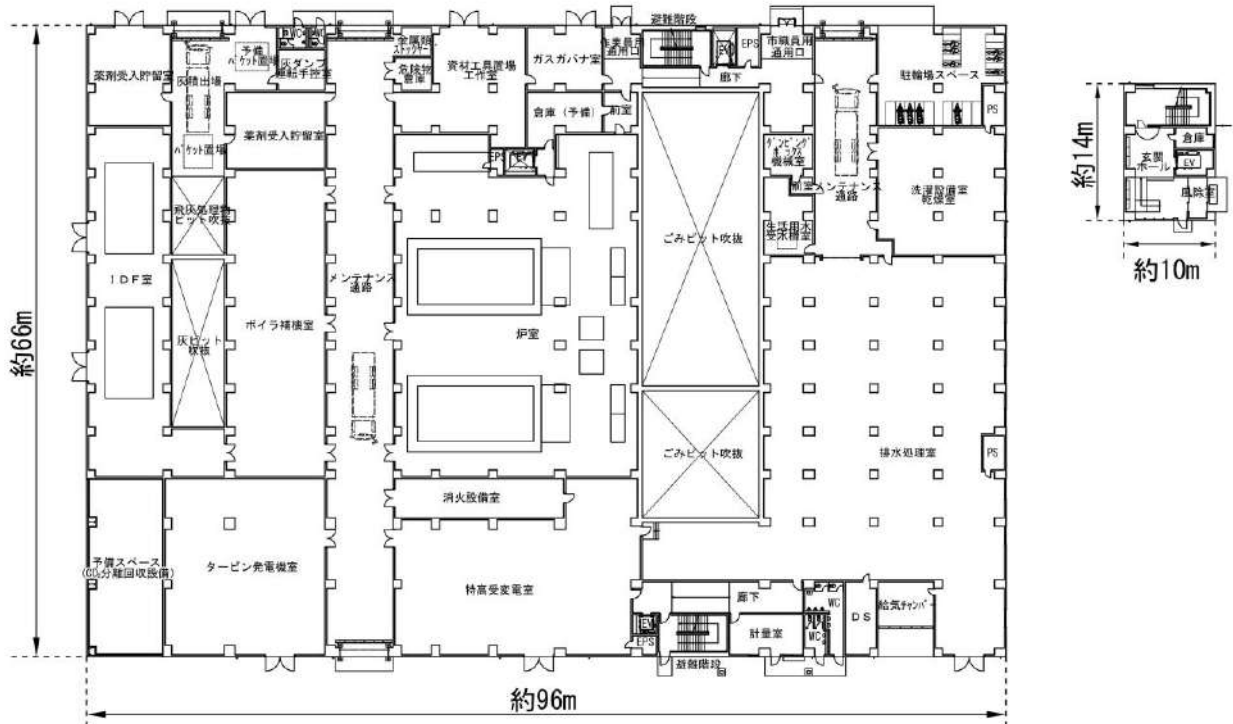 避難階段
予備
バケット置場
WC
WC
金属類
ストックヤード
作業員用
通用口
EV
EPS
市職員用
通用口
薬剤受入貯留室
灰積出場
灰ダンプ
運転手控室
危険物
倉庫
資材工具置場
工作室
ガスガバナ室
廊下
駐輪場スペース
薬剤受入貯留室
倉庫（予備）
前室
PS
バケット置場
EPS
EV
ダンピング
ボックス
機械室
前室
メンテナンス
通路
洗濯設備室
乾燥室
飛灰処理物
ピット吹抜
生活用水
受水槽室
ごみピット吹抜
IDF室
メンテナンス
通路
ボイラ補機室
炉室
灰ピット
吹抜
ごみピット吹抜
排水処理室
PS
消火設備室
予備スペース
(CO₂分離回収設備)
タービン発電機室
特高受変電室
廊下
WC
DS
給気チャンバー
EV
EPS
計量室
WC
避難階段
約66m
約96m
倉庫
玄関
ホール
EV
風除室
約14m
約10m